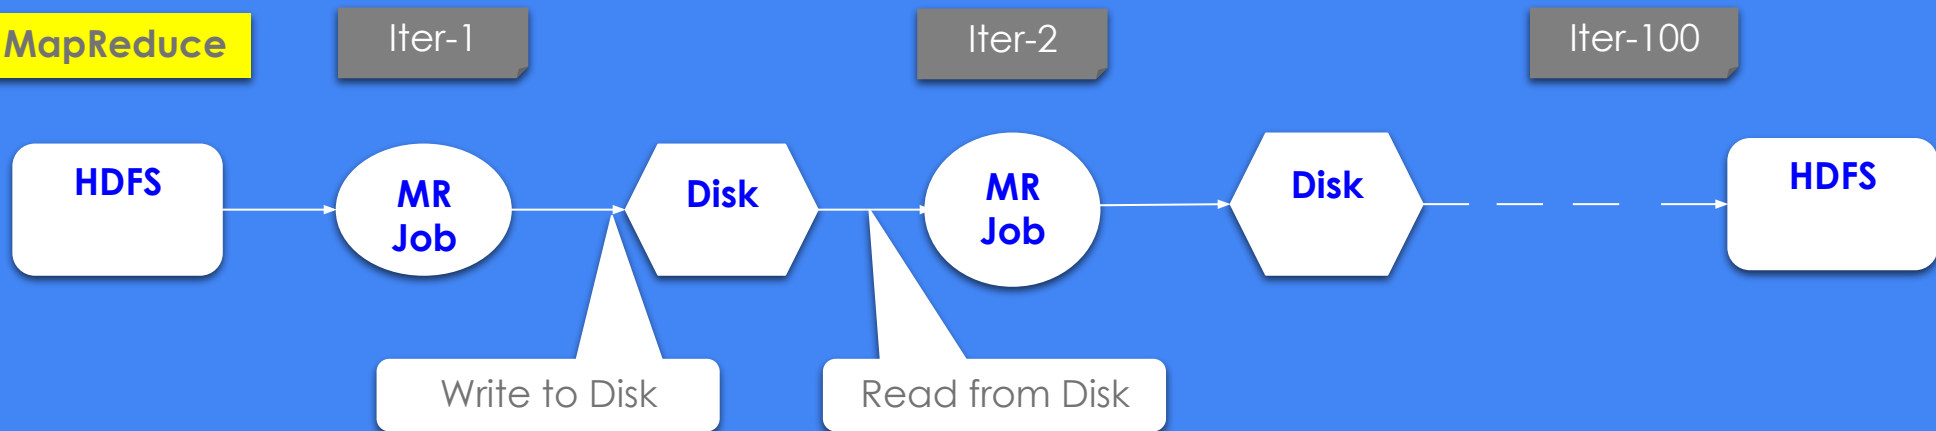 MapReduce
Iter-1
Iter-2
Iter-100
HDFS
MR
Job
Disk
MR
Job
Disk
HDFS
Write to Disk
Read from Disk